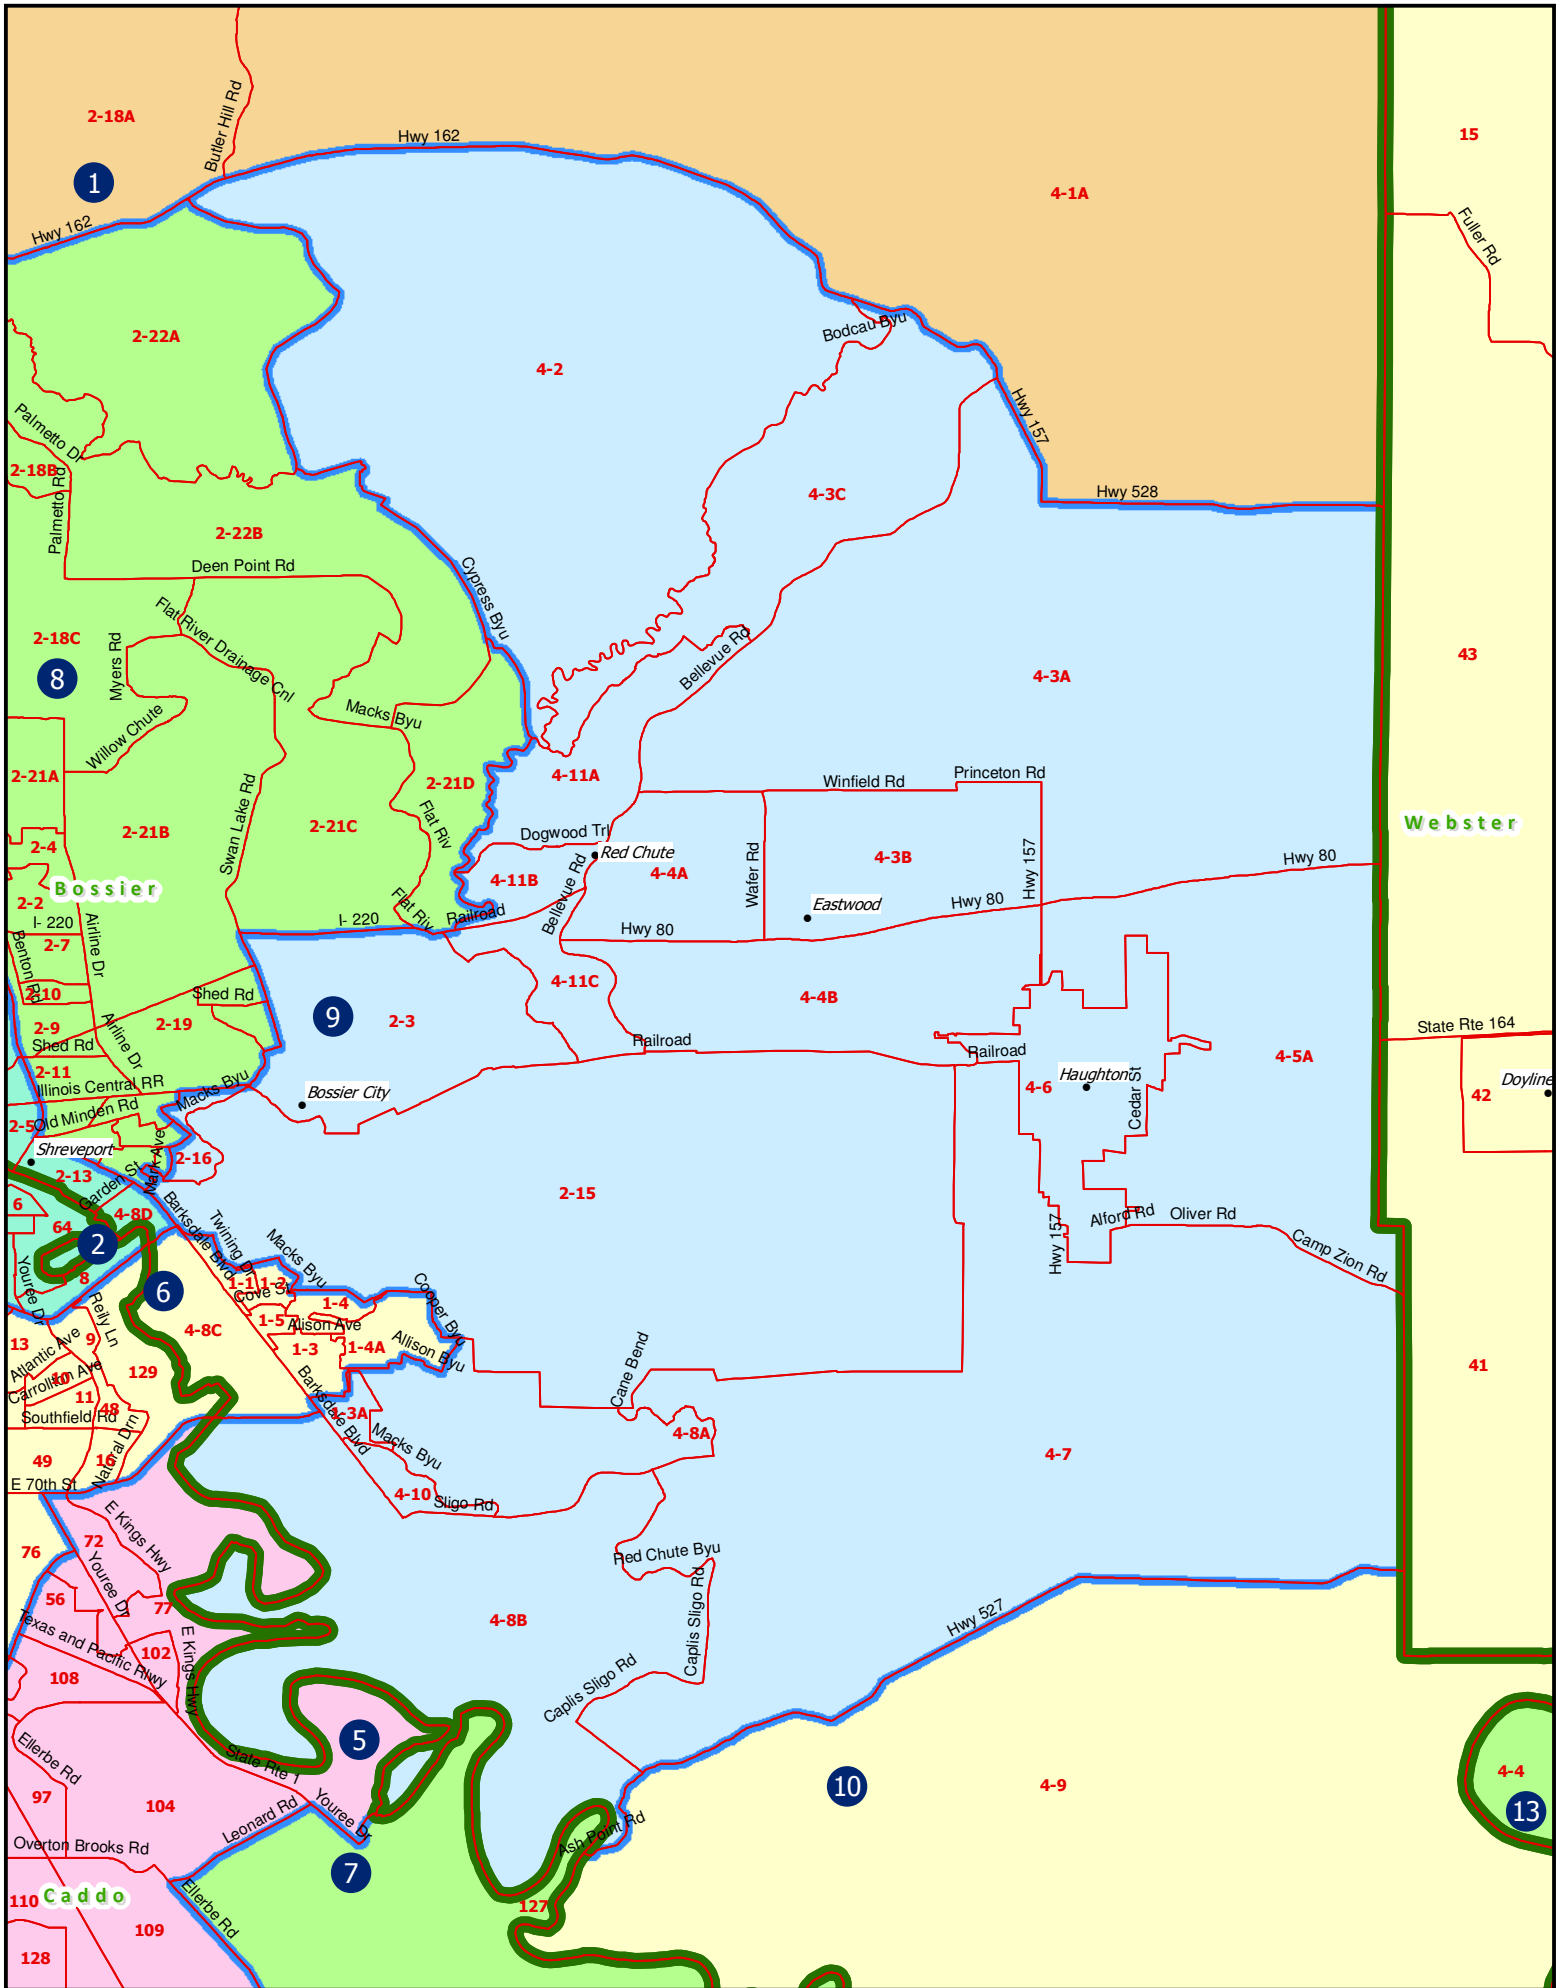 2-18A
Butler Hill Rd
Hwy 162
15
1
4-1A
Hwy 162
Fuller Rd
2-22A
Bodcau Byu
4-2
Hwy 157
Palmetto Dr
2-18B
Palmetto Rd
4-3C
Hwy 528
2-22B
Deen Point Rd
Cypress Byu
Flat River Drainage Cnl
2-18C
Myers Rd
8
Bellevue Rd
4-3A
43
Macks Byu
Willow Chute
2-21A
2-21D
4-11A
Winfield Rd
Princeton Rd
Swan Lake Rd
2-21B
2-21C
Flat Riv
Dogwood Trl
Webster
2-4
Red Chute
4-4A
Wafer Rd
4-3B
Hwy 157
Hwy 80
Bossier
4-11B
Bellevue Rd
2-2
Eastwood
Hwy 80
I- 220
Airline Dr
I- 220
Flat Riv
Railroad
Hwy 80
2-7
Benton Rd
4-11C
2-10
Shed Rd
4-4B
2-9
Airline Dr
2-19
9
2-3
State Rte 164
Shed Rd
Railroad
Railroad
4-5A
2-11
Illinois Central RR
Macks Byu
Bossier City
4-6
Haughton
Cedar St
Doyline
42
Old Minden Rd
2-5
Shreveport
Mark Ave
2-16
2-13
Garden St
2-15
6
64
4-8D
Barksdale Blvd
Twining Dr
Macks Byu
Alford Rd
Oliver Rd
Hwy 157
Camp Zion Rd
2
8
Youree Dr
6
1-1
1-2
Cove St
1-4
Cooper Byu
Reily Ln
4-8C
1-5
Alison Ave
13
Atlantic Ave
9
1-3
1-4A
Allison Byu
41
129
10
Carrollton Ave
11
48
Cane Bend
Southfield Rd
Barksdale Blvd
1-3A
4-8A
Macks Byu
49
16
Natural Drn
4-7
E 70th St
4-10
Sligo Rd
E Kings Hwy
76
72
Youree Dr
Red Chute Byu
56
77
Caplis Sligo Rd
4-8B
Hwy 527
Texas and Pacific Rlwy
102
E Kings Hwy
108
Caplis Sligo Rd
5
Ellerbe Rd
State Rte 1
97
104
Leonard Rd
Youree Dr
10
4-9
4-4
13
Overton Brooks Rd
Ash Point Rd
7
110
Caddo
Ellerbe Rd
127
109
128